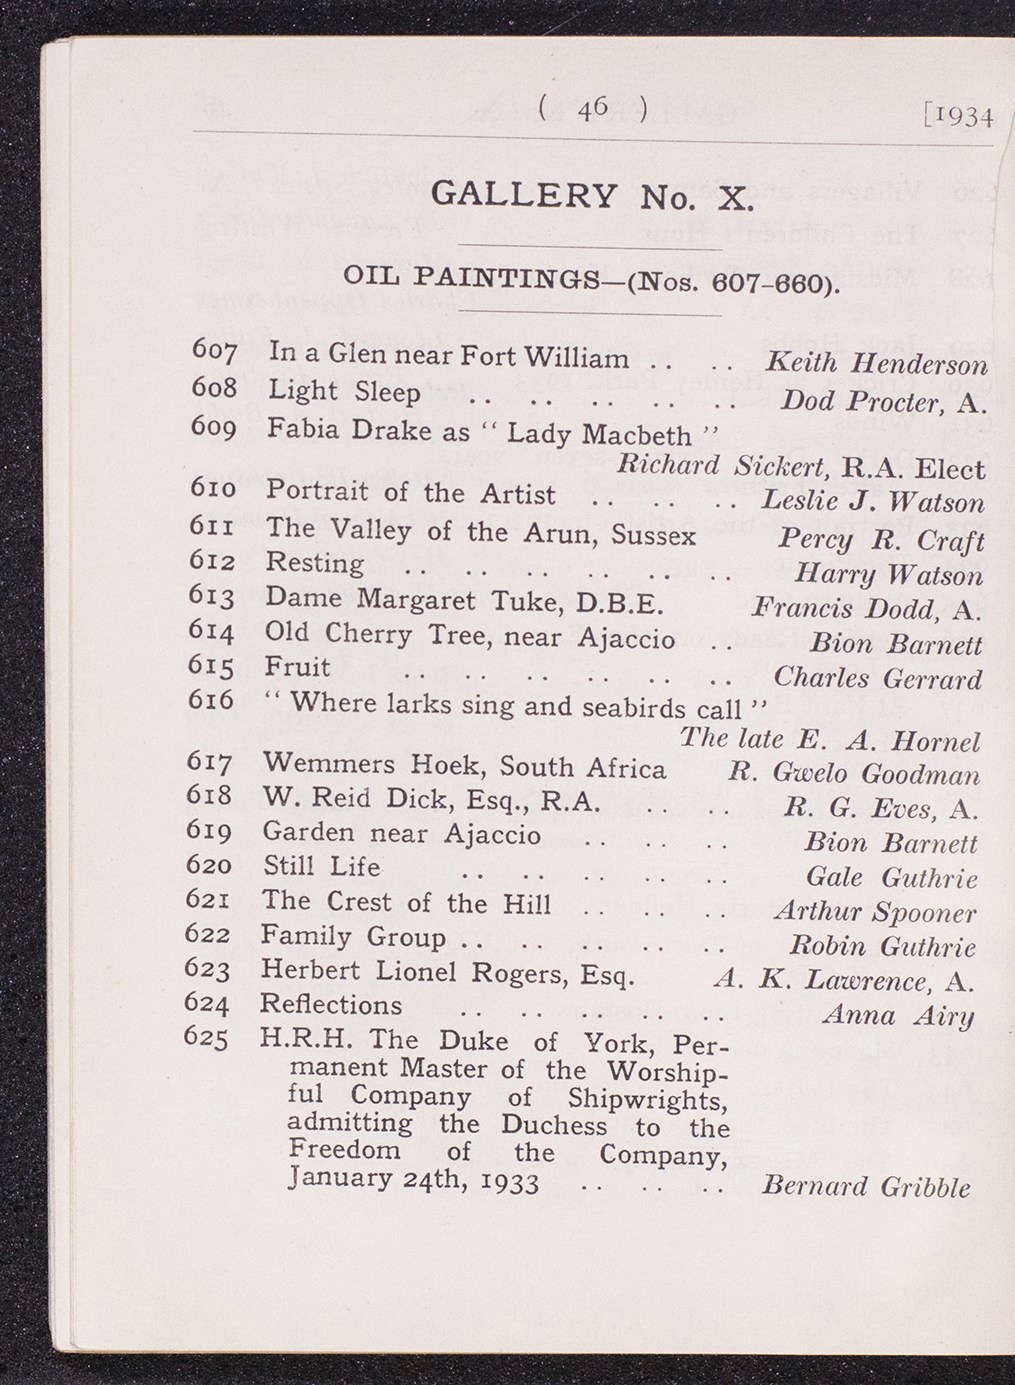 ( 46 ) [1934
GALLERY No. X.
OIL PAINTINGS—(Nos. 607-660).
607 In a Glen near Fort William .. .. Keith Henderson
608 Light Sleep .. .. .. .. .. Dod Procter, A.
609 Fabia Drake as " Lady Macbeth "
Richard Sickert, R.A. Elect
610 Portrait of the Artist .. .. .. Leslie J. Watson
611 The Valley of the Arun, Sussex Percy R. Craft
612 Resting .. .. .. .. .. .. Harry Watson
613 Dame Margaret Tuke, D.B.E. Francis Dodd, A.
614 Old Cherry Tree, near Ajaccio .. Bion Barnett
615 Fruit .. .. .. .. .. .. Charles Gerrard
616 " Where larks sing and seabirds call "
The late E. A. Hornel
617 Wemmers Hoek, South Africa R. Gwelo Goodman
618 W. Reid Dick, Esq., R.A. .. .. R. G. Eves, A.
619 Garden near Ajaccio .. .. .. Bion Barnett
620 Still Life .. .. .. .. .. Gale Guthrie
621 The Crest of the Hill .. .. .. Arthur Spooner
622 Family Group .. .. .. .. .. Robin Guthrie
623 Herbert Lionel Rogers, Esq. A. K. Lawrence, A.
624 Reflections .. .. .. .. .. Anna Airy
625 H.R.H. The Duke of York, Per-
manent Master of the Worship-
ful Company of Shipwrights,
admitting the Duchess to the
Freedom of the Company,
January 24th, 1933 .. .. .. Bernard Gribble